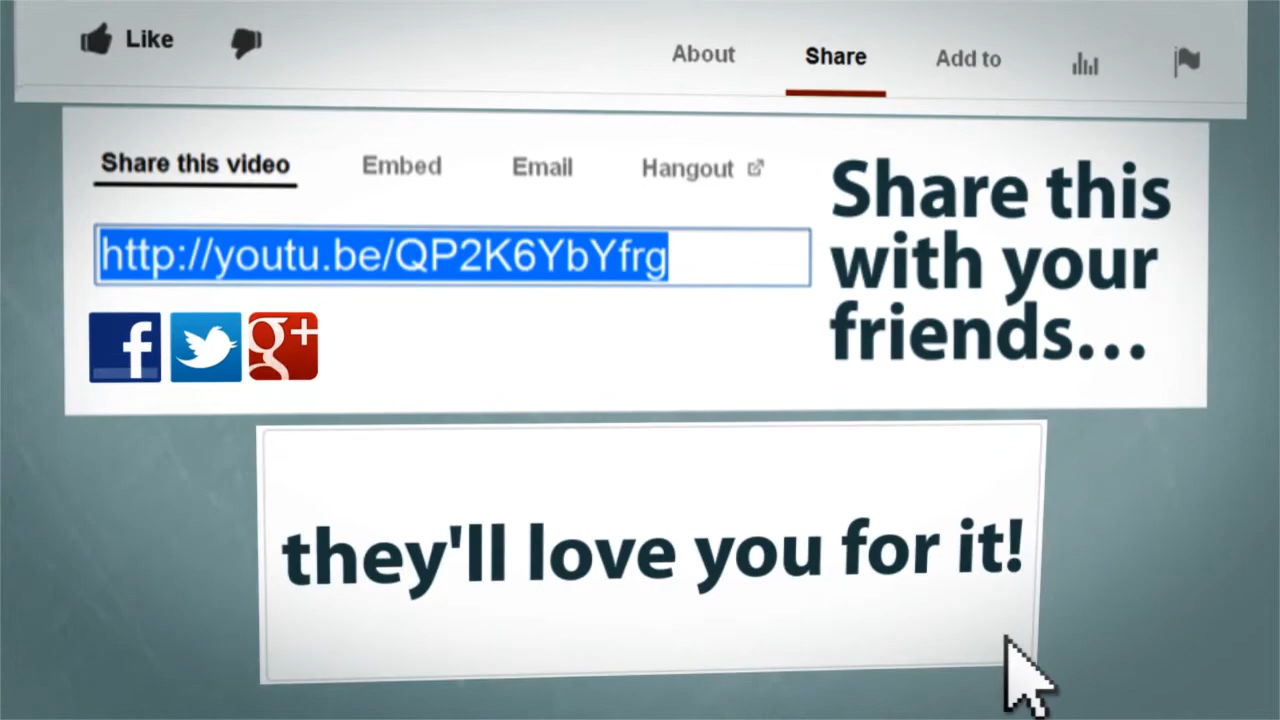 Like
About Share Add to
Share this video Embed Email Hangout
http://youtu.be/QP2K6YbYfrg
f g+
Share this
with your
friends...
they'll love you for it!